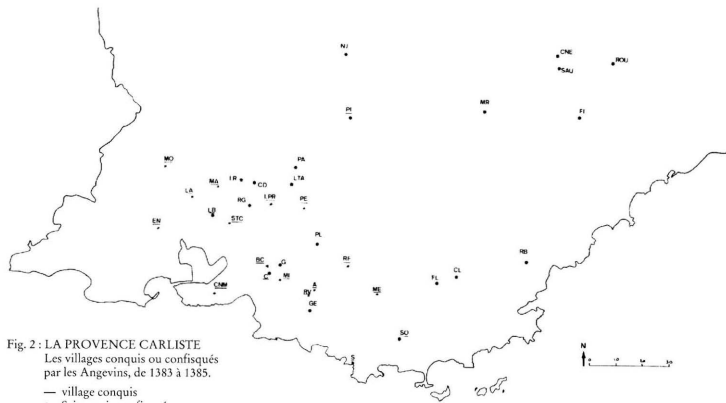 NJ
CNE
SAU
ROU
PI
MR
FI
MO
PA
MA
LR
CD
LTA
LA
RG
LPR
PE
LB
STC
EN
PL
BC
G
RF
RB
MI
FL
CL
CNM
A
ME
GE
SO
S
N
Fig. 2 : LA PROVENCE CARLISTE
Les villages conquis ou confisqués
par les Angevins, de 1383 à 1385.
— village conquis